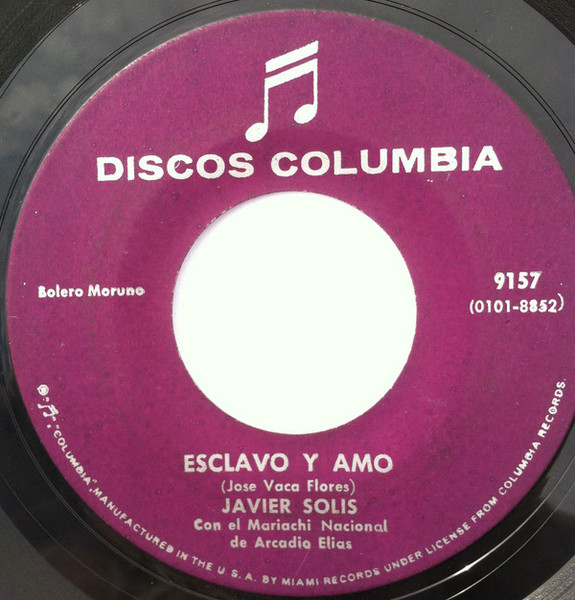 DISCOS COLUMBIA
Bolero Moruno
9157
(0101-8852)
ESCLAVO Y AMO
(Jose Vaca Flores)
JAVIER SOLIS
Con el Mariachi Nacional
de Arcadio Elias
"COLUMBIA", MANUFACTURED IN THE U. S. A. BY MIAMI RECORDS UNDER LICENSE FROM COLUMBIA RECORDS.